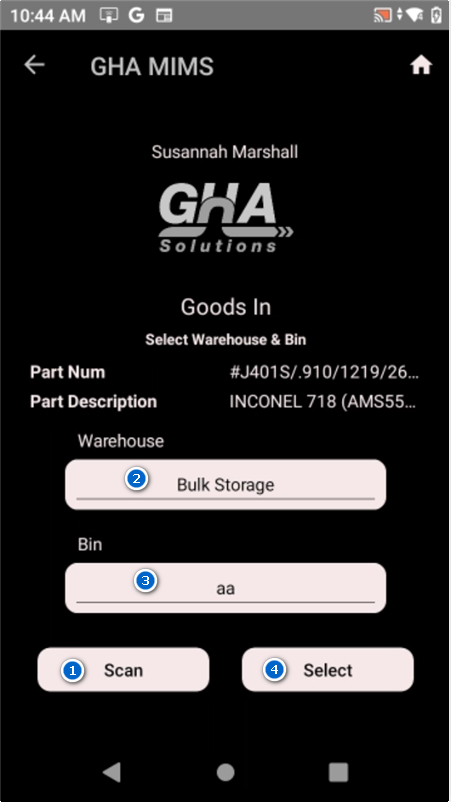 10:44 AM G
GHA MIMS
Susannah Marshall
GHA
Solutions
Goods In
Select Warehouse & Bin
Part Num #J401S/.910/1219/26...
Part Description INCONEL 718 (AMS55...
Warehouse
2 Bulk Storage
Bin
3 aa
1 Scan 4 Select